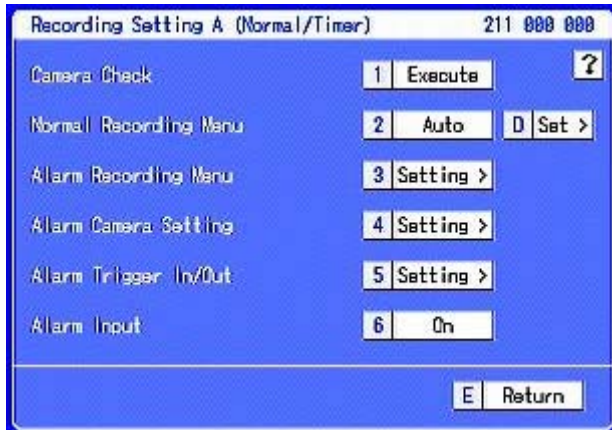 Recording Setting A (Normal/Timer) 211 000 000
?
Camera Check 1 Execute
Normal Recording Menu 2 Auto D Set >
Alarm Recording Menu 3 Setting >
Alarm Camera Setting 4 Setting >
Alarm Trigger In/Out 5 Setting >
Alarm Input 6 On
E Return